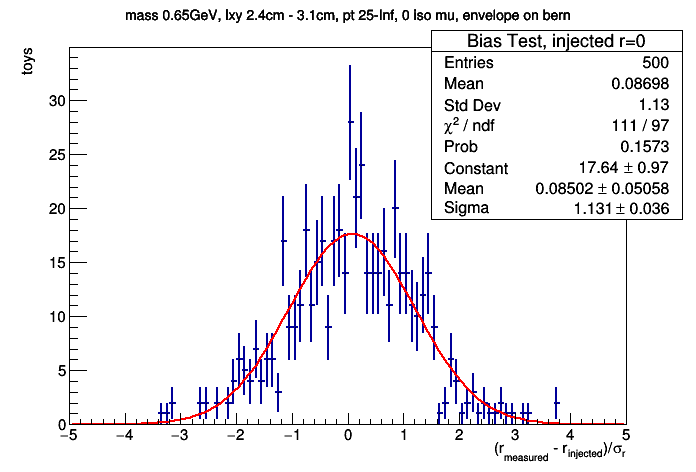 mass 0.65GeV, lxy 2.4cm - 3.1cm, pt 25-Inf, 0 Iso mu, envelope on bern
Bias Test, injected r=0
Entries 500
Mean 0.08698
Std Dev 1.13
χ² / ndf 111 / 97
Prob 0.1573
Constant 17.64 ± 0.97
Mean 0.08502 ± 0.05058
Sigma 1.131 ± 0.036
toys
30
25
20
15
10
5
0
−5 −4 −3 −2 −1 0 1 2 3 4 5
(r_measured - r_injected)/σ_r